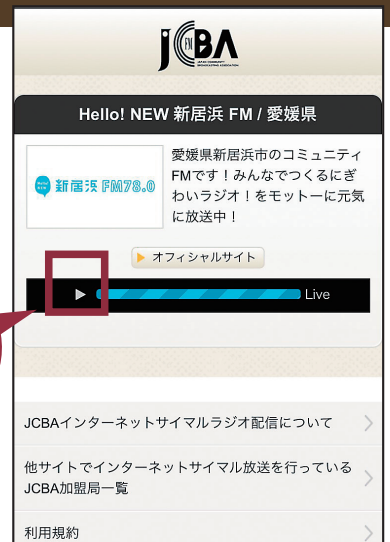 JCBA
JAPAN COMMUNITY
BROADCASTING ASSOCIATION
Hello! NEW 新居浜 FM / 愛媛県
新居浜 FM78.0
愛媛県新居浜市のコミュニティ
FMです！みんなでつくるにぎ
わいラジオ！をモットーに元気
に放送中！
オフィシャルサイト
Live
JCBAインターネットサイマルラジオ配信について
他サイトでインターネットサイマル放送を行っている
JCBA加盟局一覧
利用規約